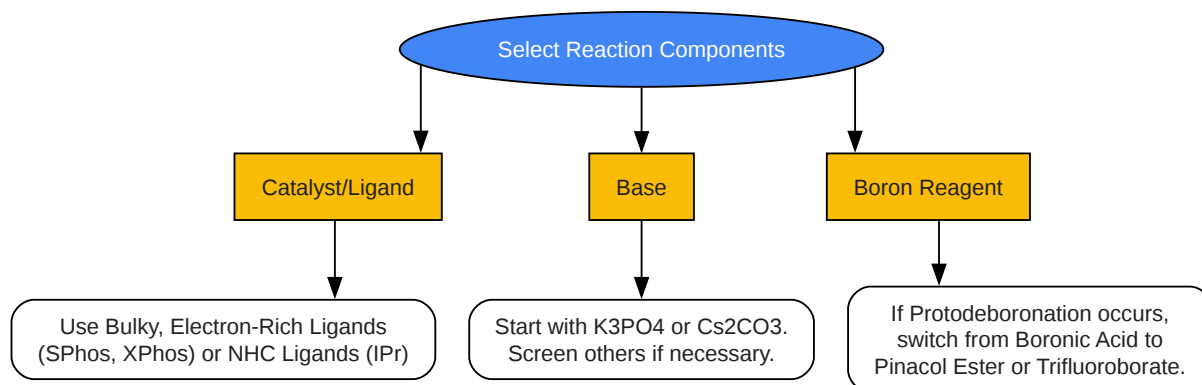 Select Reaction Components
Catalyst/Ligand
Base
Boron Reagent
Use Bulky, Electron-Rich Ligands
(SPhos, XPhos) or NHC Ligands (IPr)
Start with K3PO4 or Cs2CO3.
Screen others if necessary.
If Protodeboronation occurs,
switch from Boronic Acid to
Pinacol Ester or Trifluoroborate.